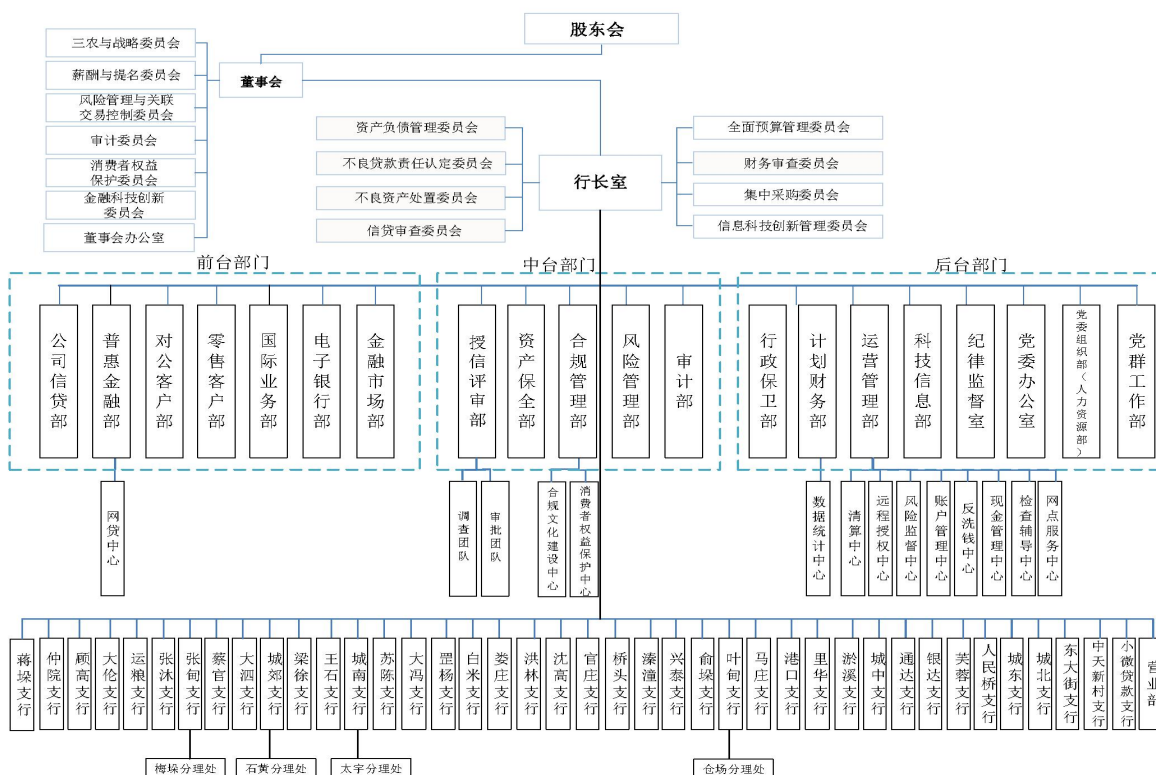 股东会
三农与战略委员会
薪酬与提名委员会
风险管理与关联
交易控制委员会
审计委员会
消费者权益
保护委员会
金融科技创新
委员会
董事会办公室
董事会
资产负债管理委员会
不良贷款责任认定委员会
不良资产处置委员会
信贷审查委员会
行长室
全面预算管理委员会
财务审查委员会
集中采购委员会
信息科技创新管理委员会
前台部门
中台部门
后台部门
公司信贷部
普惠金融部
对公客户部
零售客户部
国际业务部
电子银行部
金融市场部
授信评审部
资产保全部
合规管理部
风险管理部
审计部
行政保卫部
计划财务部
运营管理部
科技信息部
纪律监督室
党委办公室
党委组织部（人力资源部）
党群工作部
网贷中心
调查团队
审批团队
合规文化建设中心
消费者权益保护中心
数据统计中心
清算中心
远程授权中心
风险监督中心
账户管理中心
反洗钱中心
现金管理中心
检查辅导中心
网点服务中心
蒋垛支行
仲院支行
顾高支行
大伦支行
运粮支行
张沐支行
张甸支行
蔡官支行
大泗支行
城郊支行
梁徐支行
王石支行
城南支行
苏陈支行
大冯支行
罡杨支行
白米支行
娄庄支行
洪林支行
沈高支行
官庄支行
桥头支行
溱潼支行
兴泰支行
俞垛支行
叶甸支行
马庄支行
港口支行
里华支行
淤溪支行
城中支行
通达支行
银达支行
芙蓉支行
人民桥支行
城东支行
城北支行
东大街支行
中天新村支行
小微贷款支行
营业部
梅垛分理处
石黄分理处
太宇分理处
仓场分理处